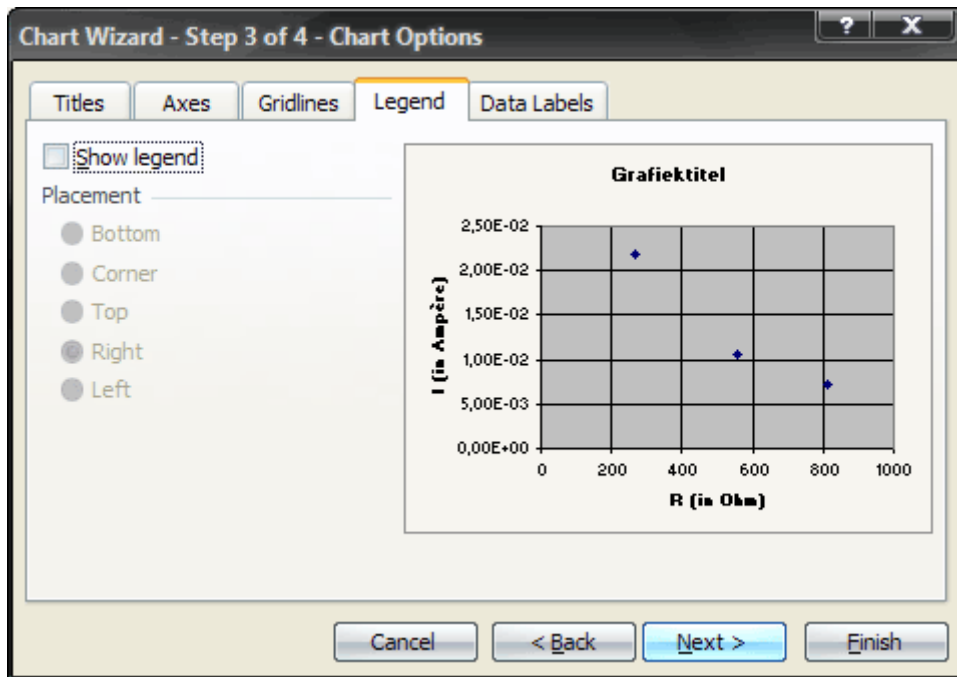 Chart Wizard - Step 3 of 4 - Chart Options
?
X
Titles
Axes
Gridlines
Legend
Data Labels
Show legend
Placement
Bottom
Corner
Top
Right
Left
Grafiektitel
2,50E-02
2,00E-02
1,50E-02
1,00E-02
5,00E-03
0,00E+00
I (in Ampère)
0 200 400 600 800 1000
R (in Ohm)
Cancel
< Back
Next >
Finish